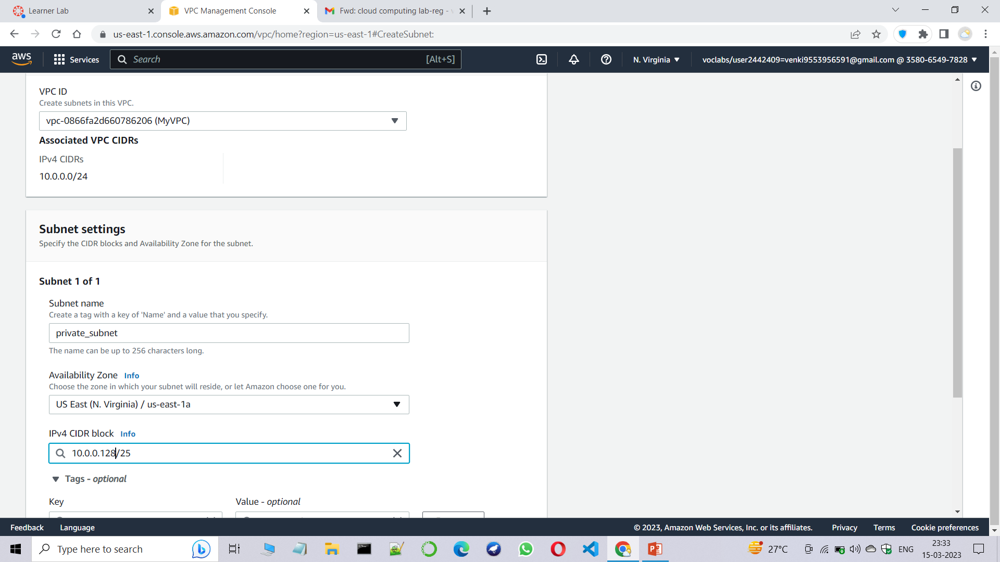 Learner Lab
VPC Management Console
Fwd: cloud computing lab-reg -
us-east-1.console.aws.amazon.com/vpc/home?region=us-east-1#CreateSubnet:
aws
Services
Search
[Alt+S]
N. Virginia
voclabs/user2442409=venki9553956591@gmail.com @ 3580-6549-7828
VPC ID
Create subnets in this VPC.
vpc-0866fa2d660786206 (MyVPC)
Associated VPC CIDRs
IPv4 CIDRs
10.0.0.0/24
Subnet settings
Specify the CIDR blocks and Availability Zone for the subnet.
Subnet 1 of 1
Subnet name
Create a tag with a key of 'Name' and a value that you specify.
private_subnet
The name can be up to 256 characters long.
Availability Zone Info
Choose the zone in which your subnet will reside, or let Amazon choose one for you.
US East (N. Virginia) / us-east-1a
IPv4 CIDR block Info
10.0.0.128/25
Tags - optional
Key
Value - optional
Feedback
Language
© 2023, Amazon Web Services, Inc. or its affiliates.
Privacy
Terms
Cookie preferences
Type here to search
27°C
ENG
23:33
15-03-2023